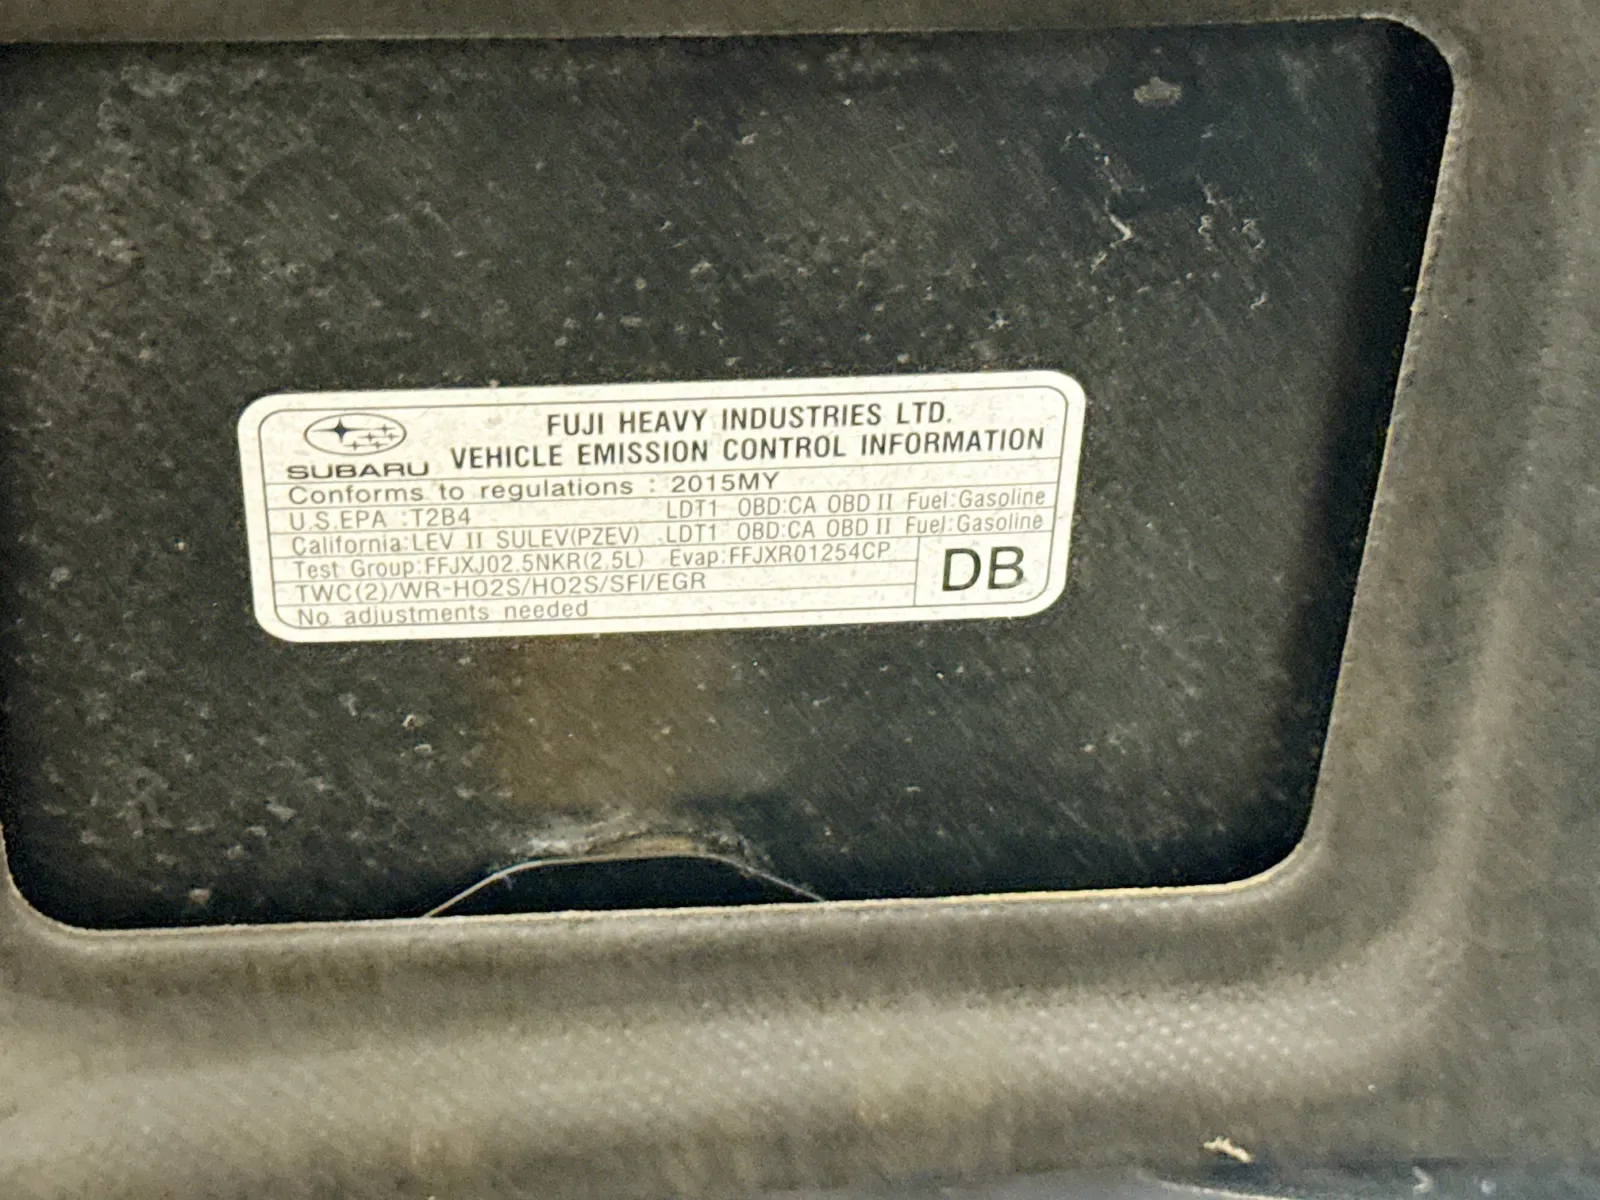 FUJI HEAVY INDUSTRIES LTD.
SUBARU VEHICLE EMISSION CONTROL INFORMATION
Conforms to regulations : 2015MY
U.S.EPA :T2B4 LDT1 OBD:CA OBD II Fuel:Gasoline
California:LEV II SULEV(PZEV) LDT1 OBD:CA OBD II Fuel:Gasoline
Test Group:FFJXJ02.5NKR(2.5L) Evap:FFJXR01254CP
TWC(2)/WR-HO2S/HO2S/SFI/EGR
No adjustments needed
DB